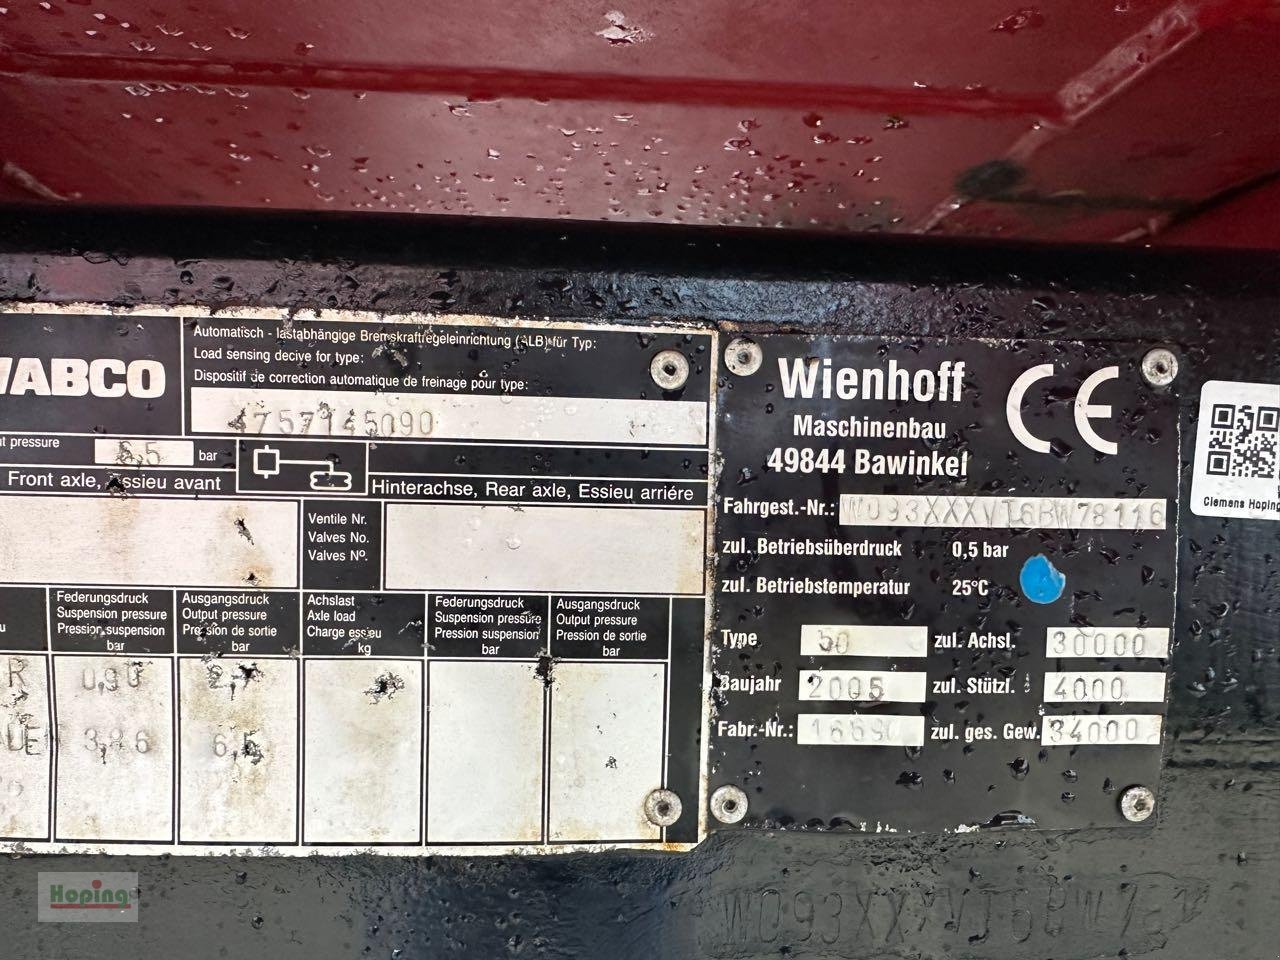 WABCO
Automatisch - lastabhängige Bremskraftregeleinrichtung (ALB) für Typ:
Load sensing decive for type:
Dispositif de correction automatique de freinage pour type:
4757145090
pressure
6,5
bar
Front axle, Essieu avant
Hinterachse, Rear axle, Essieu arriére
Ventile Nr.
Valves No.
Valves Nº.
Federungsdruck
Suspension pressure
Pression suspension
bar
Ausgangsdruck
Output pressure
Pression de sortie
bar
Achslast
Axle load
Charge essieu
kg
Federungsdruck
Suspension pressure
Pression suspension
bar
Ausgangsdruck
Output pressure
Pression de sortie
bar
R
0,90
3,86
6,5
Wienhoff
CE
Maschinenbau
49844 Bawinkel
Fahrgest.-Nr.: W093XXXVT6BW78116
zul. Betriebsüberdruck 0,5 bar
zul. Betriebstemperatur 25°C
Type 50 zul. Achsl. 30000
Baujahr 2005 zul. Stützl. 4000
Fabr.-Nr.: zul. ges. Gew. 34000
Clemens Hoping
Hoping